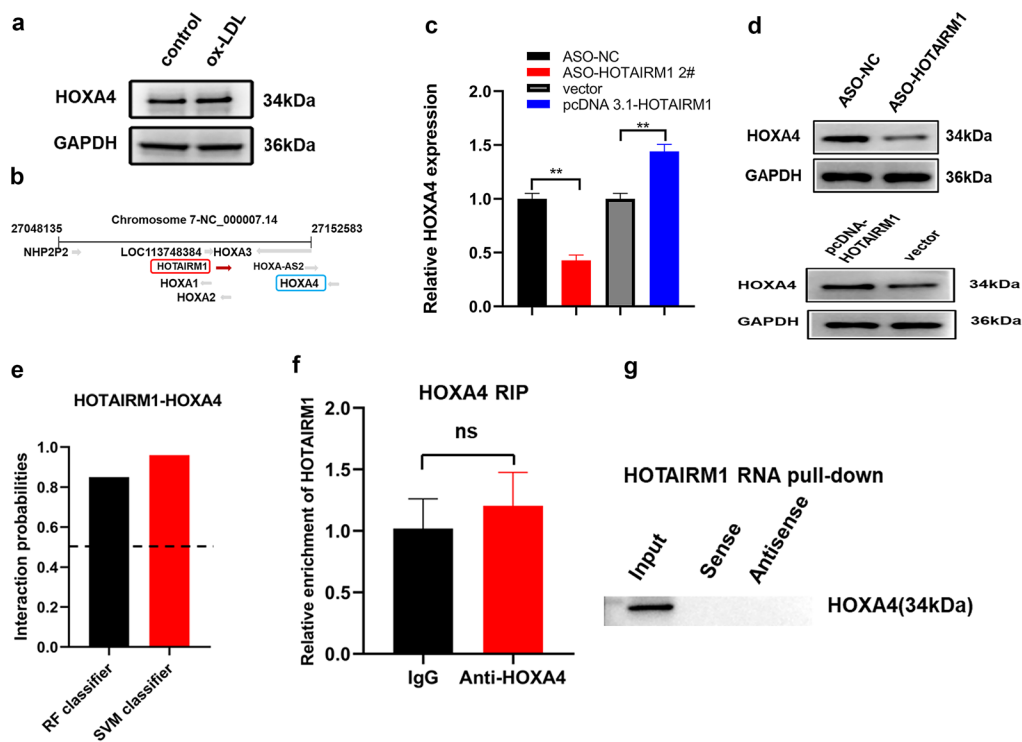 a
control
ox-LDL
HOXA4
34kDa
GAPDH
36kDa
b
Chromosome 7-NC_000007.14
27048135
27152583
NHP2P2
LOC113748384
HOXA3
HOTAIRM1
HOXA-AS2
HOXA1
HOXA4
HOXA2
c
ASO-NC
ASO-HOTAIRM1 2#
vector
pcDNA 3.1-HOTAIRM1
Relative HOXA4 expression
2.0
1.5
1.0
0.5
0.0
**
**
d
ASO-NC
ASO-HOTAIRM1
HOXA4
34kDa
GAPDH
36kDa
pcDNA-
HOTAIRM1
vector
HOXA4
34kDa
GAPDH
36kDa
e
HOTAIRM1-HOXA4
Interaction probabilities
1.0
0.8
0.6
0.4
0.2
0.0
RF classifier
SVM classifier
f
HOXA4 RIP
Relative enrichment of HOTAIRM1
2.0
1.5
1.0
0.5
0.0
ns
IgG
Anti-HOXA4
g
HOTAIRM1 RNA pull-down
Input
Sense
Antisense
HOXA4(34kDa)